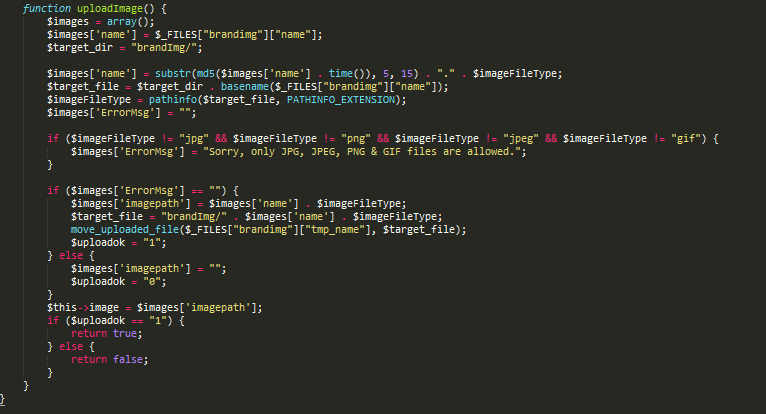 function uploadImage() {
$images = array();
$images['name'] = $_FILES["brandimg"]["name"];
$target_dir = "brandImg/";
$images['name'] = substr(md5($images['name'] . time()), 5, 15) . "." . $imageFileType;
$target_file = $target_dir . basename($_FILES["brandimg"]["name"]);
$imageFileType = pathinfo($target_file, PATHINFO_EXTENSION);
$images['ErrorMsg'] = "";
if ($imageFileType != "jpg" && $imageFileType != "png" && $imageFileType != "jpeg" && $imageFileType != "gif") {
$images['ErrorMsg'] = "Sorry, only JPG, JPEG, PNG & GIF files are allowed.";
}
if ($images['ErrorMsg'] == "") {
$images['imagepath'] = $images['name'] . $imageFileType;
$target_file = "brandImg/" . $images['name'] . $imageFileType;
move_uploaded_file($_FILES["brandimg"]["tmp_name"], $target_file);
$uploadok = "1";
} else {
$images['imagepath'] = "";
$uploadok = "0";
}
$this->image = $images['imagepath'];
if ($uploadok == "1") {
return true;
} else {
return false;
}
}
}